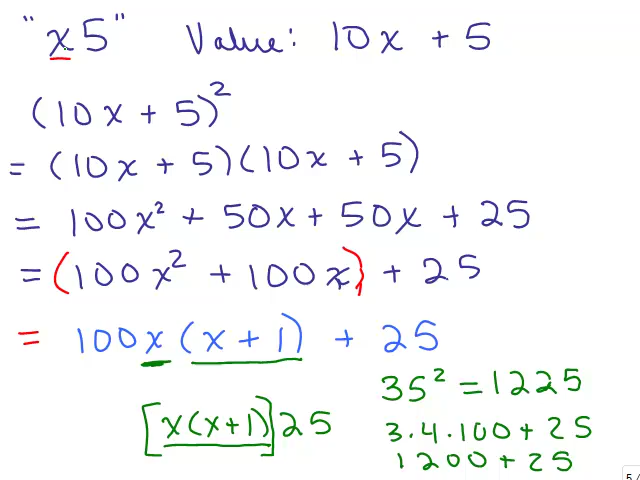 "x5" Value: 10x + 5
(10x + 5)²
= (10x + 5)(10x + 5)
= 100x² + 50x + 50x + 25
= (100x² + 100x) + 25
= 100x (x + 1) + 25
35² = 1225
[x(x+1)]25
3.4.100 + 25
1200 + 25
5/